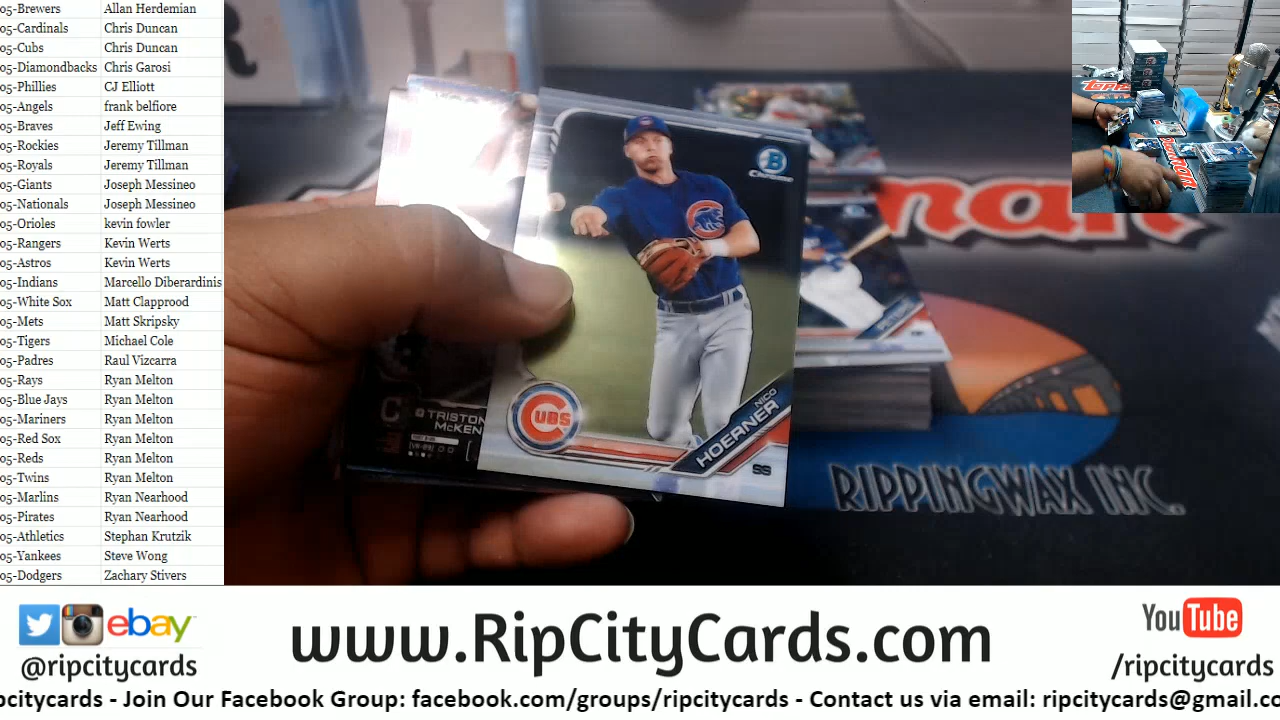 05-Brewers Allan Herdemian
05-Cardinals Chris Duncan
05-Cubs Chris Duncan
05-Diamondbacks Chris Garosi
05-Phillies CJ Elliott
05-Angels frank belfiore
05-Braves Jeff Ewing
05-Rockies Jeremy Tillman
05-Royals Jeremy Tillman
05-Giants Joseph Messineo
05-Nationals Joseph Messineo
05-Orioles kevin fowler
05-Rangers Kevin Werts
05-Astros Kevin Werts
05-Indians Marcello Diberardinis
05-White Sox Matt Clapprood
05-Mets Matt Skripsky
05-Tigers Michael Cole
05-Padres Raul Vizcarra
05-Rays Ryan Melton
05-Blue Jays Ryan Melton
05-Mariners Ryan Melton
05-Red Sox Ryan Melton
05-Reds Ryan Melton
05-Twins Ryan Melton
05-Marlins Ryan Nearhood
05-Pirates Ryan Nearhood
05-Athletics Stephan Krutzik
05-Yankees Steve Wong
05-Dodgers Zachary Stivers
B
CUBS
NICO
HOERNER
SS
TRISTON
McKEN
RIPPINGWAX INC.
ebay
@ripcitycards
www.RipCityCards.com
YouTube
/ripcitycards
pcitycards - Join Our Facebook Group: facebook.com/groups/ripcitycards - Contact us via email: ripcitycards@gmail.co